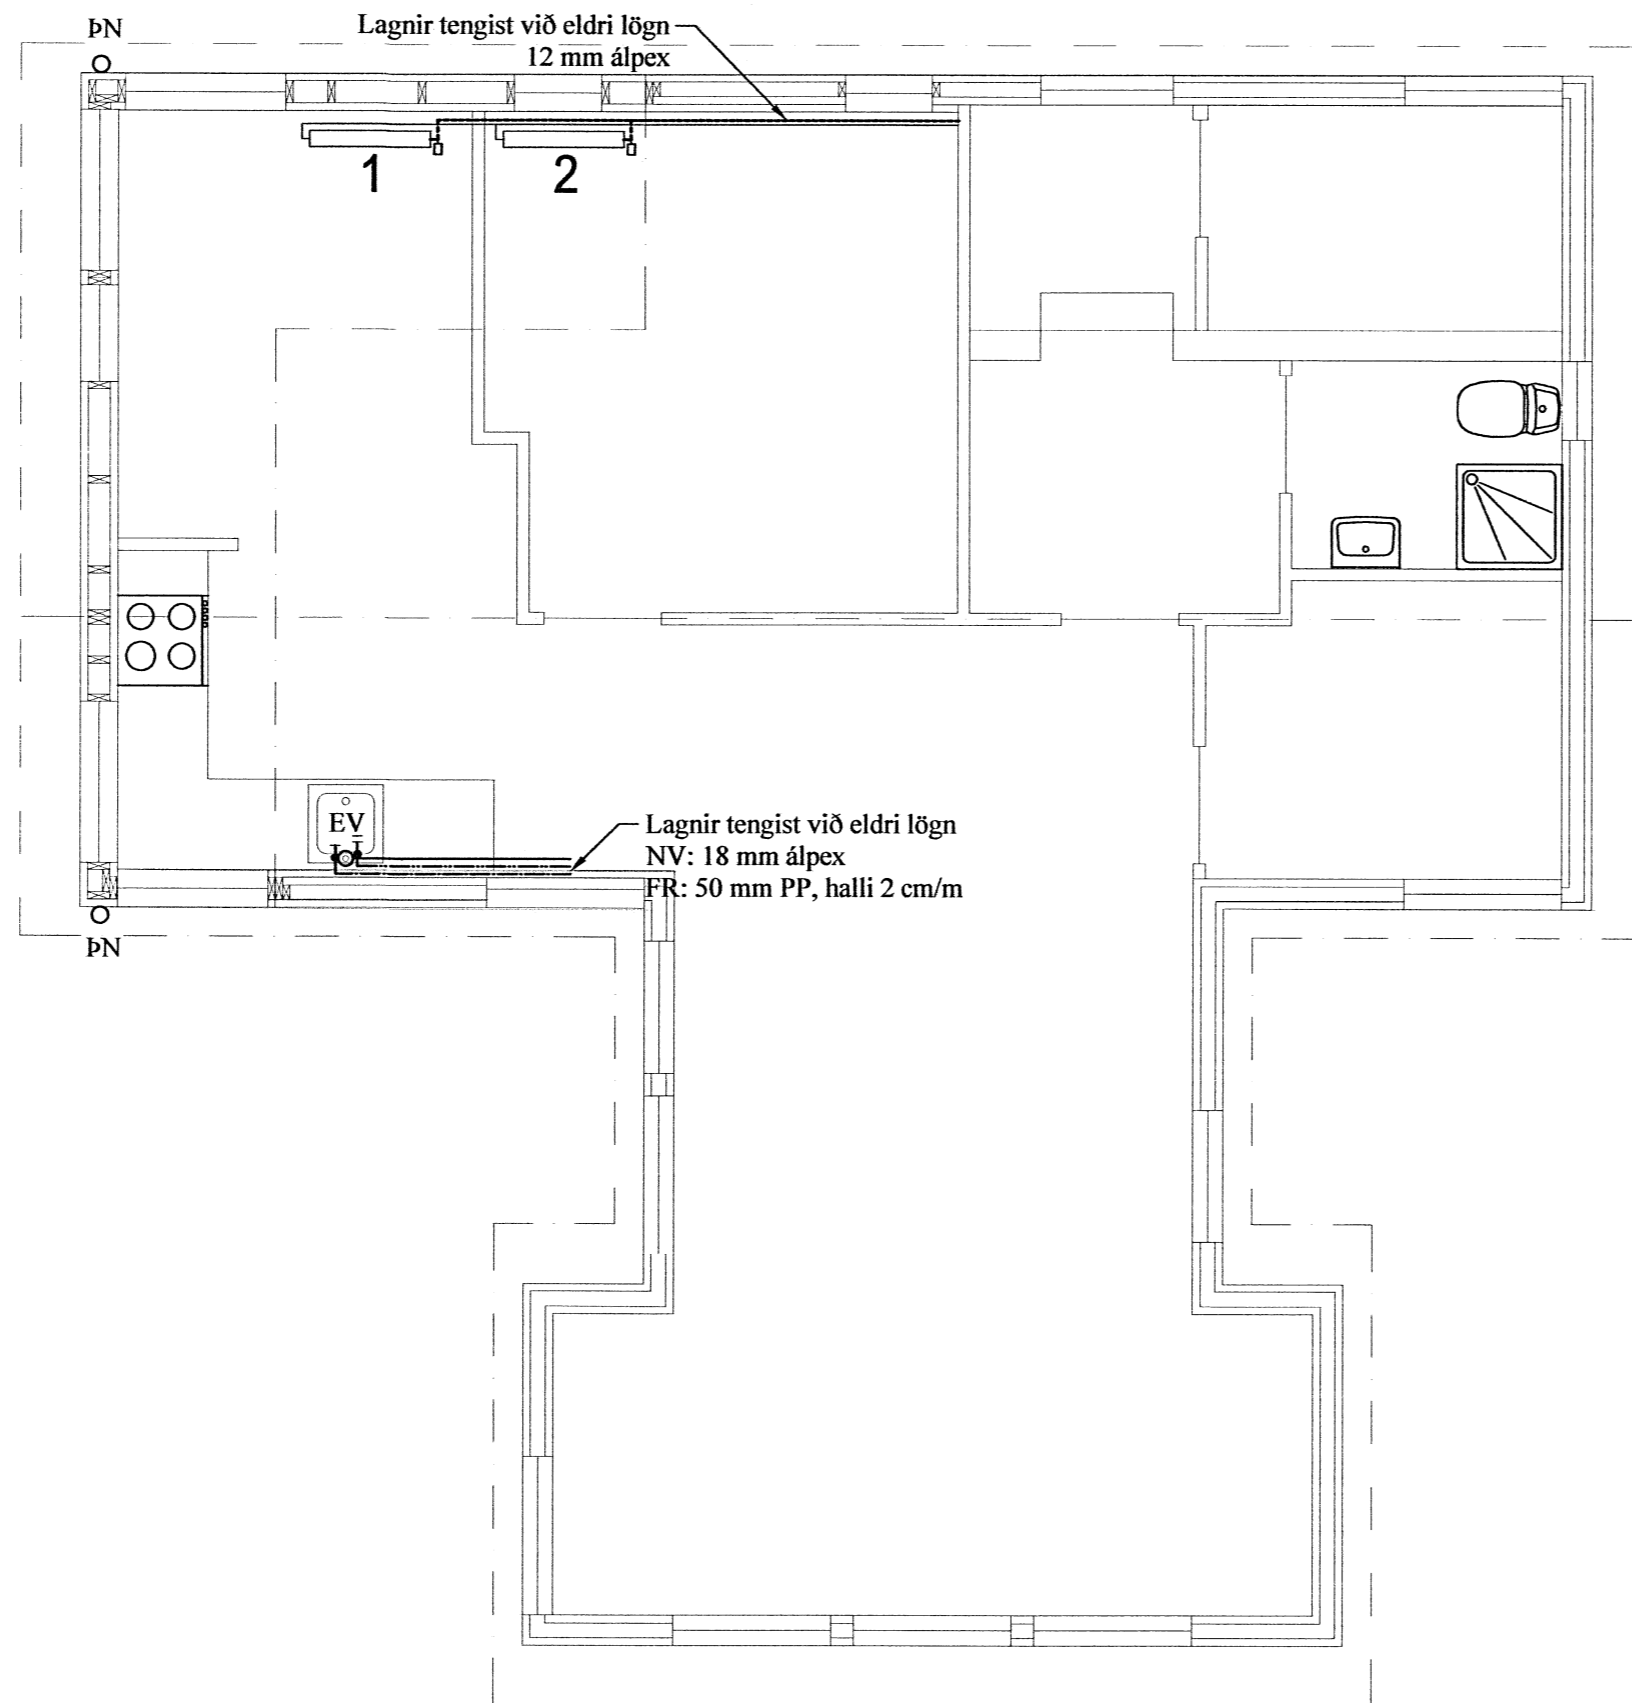 ÞN
Lagnir tengist við eldri lögn
12 mm álpex
1
2
EV
Lagnir tengist við eldri lögn
NV: 18 mm álpex
FR: 50 mm PP, halli 2 cm/m
ÞN